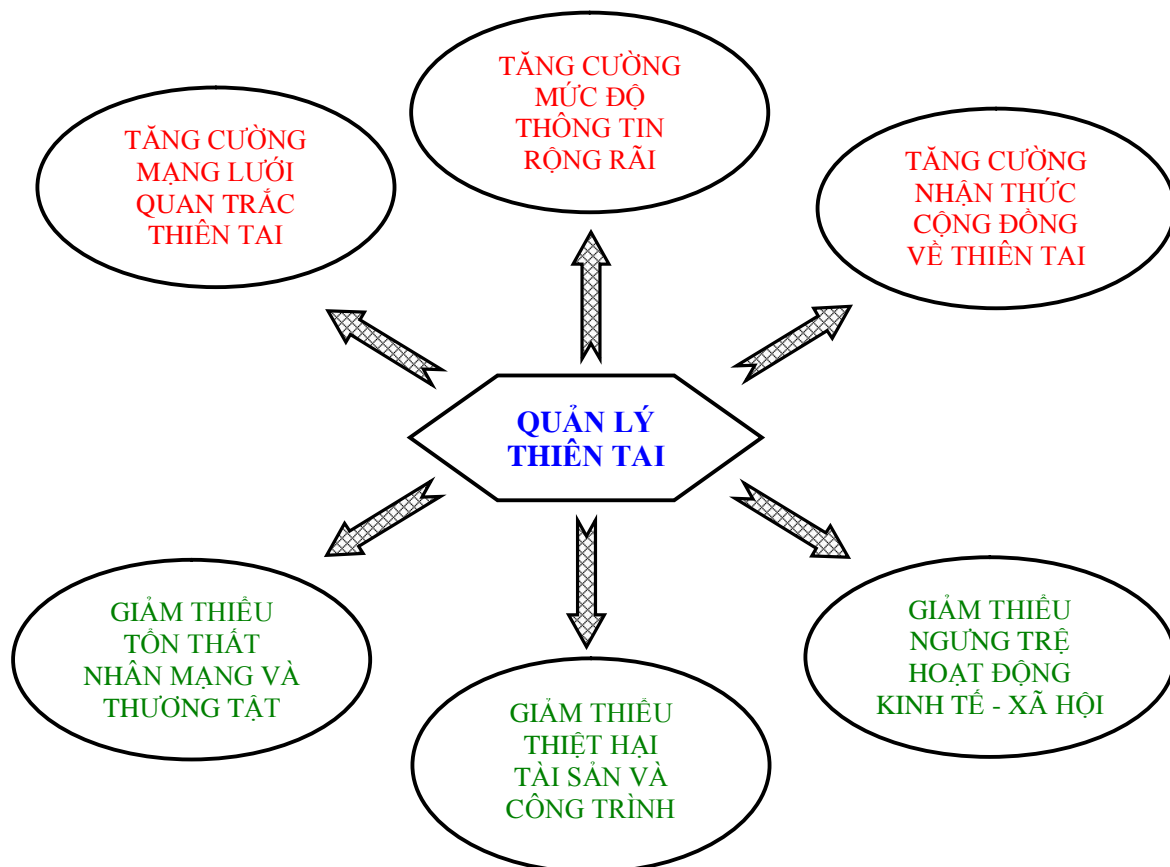 TĂNG CƯỜNG
MẠNG LƯỚI
QUAN TRẮC
THIÊN TAI
TĂNG CƯỜNG
MỨC ĐỘ
THÔNG TIN
RỘNG RÃI
TĂNG CƯỜNG
NHẬN THỨC
CỘNG ĐỒNG
VỀ THIÊN TAI
QUẢN LÝ
THIÊN TAI
GIẢM THIỂU
TỔN THẤT
NHÂN MẠNG VÀ
THƯƠNG TẬT
GIẢM THIỂU
THIỆT HẠI
TÀI SẢN VÀ
CÔNG TRÌNH
GIẢM THIỂU
NGƯNG TRỆ
HOẠT ĐỘNG
KINH TẾ - XÃ HỘI